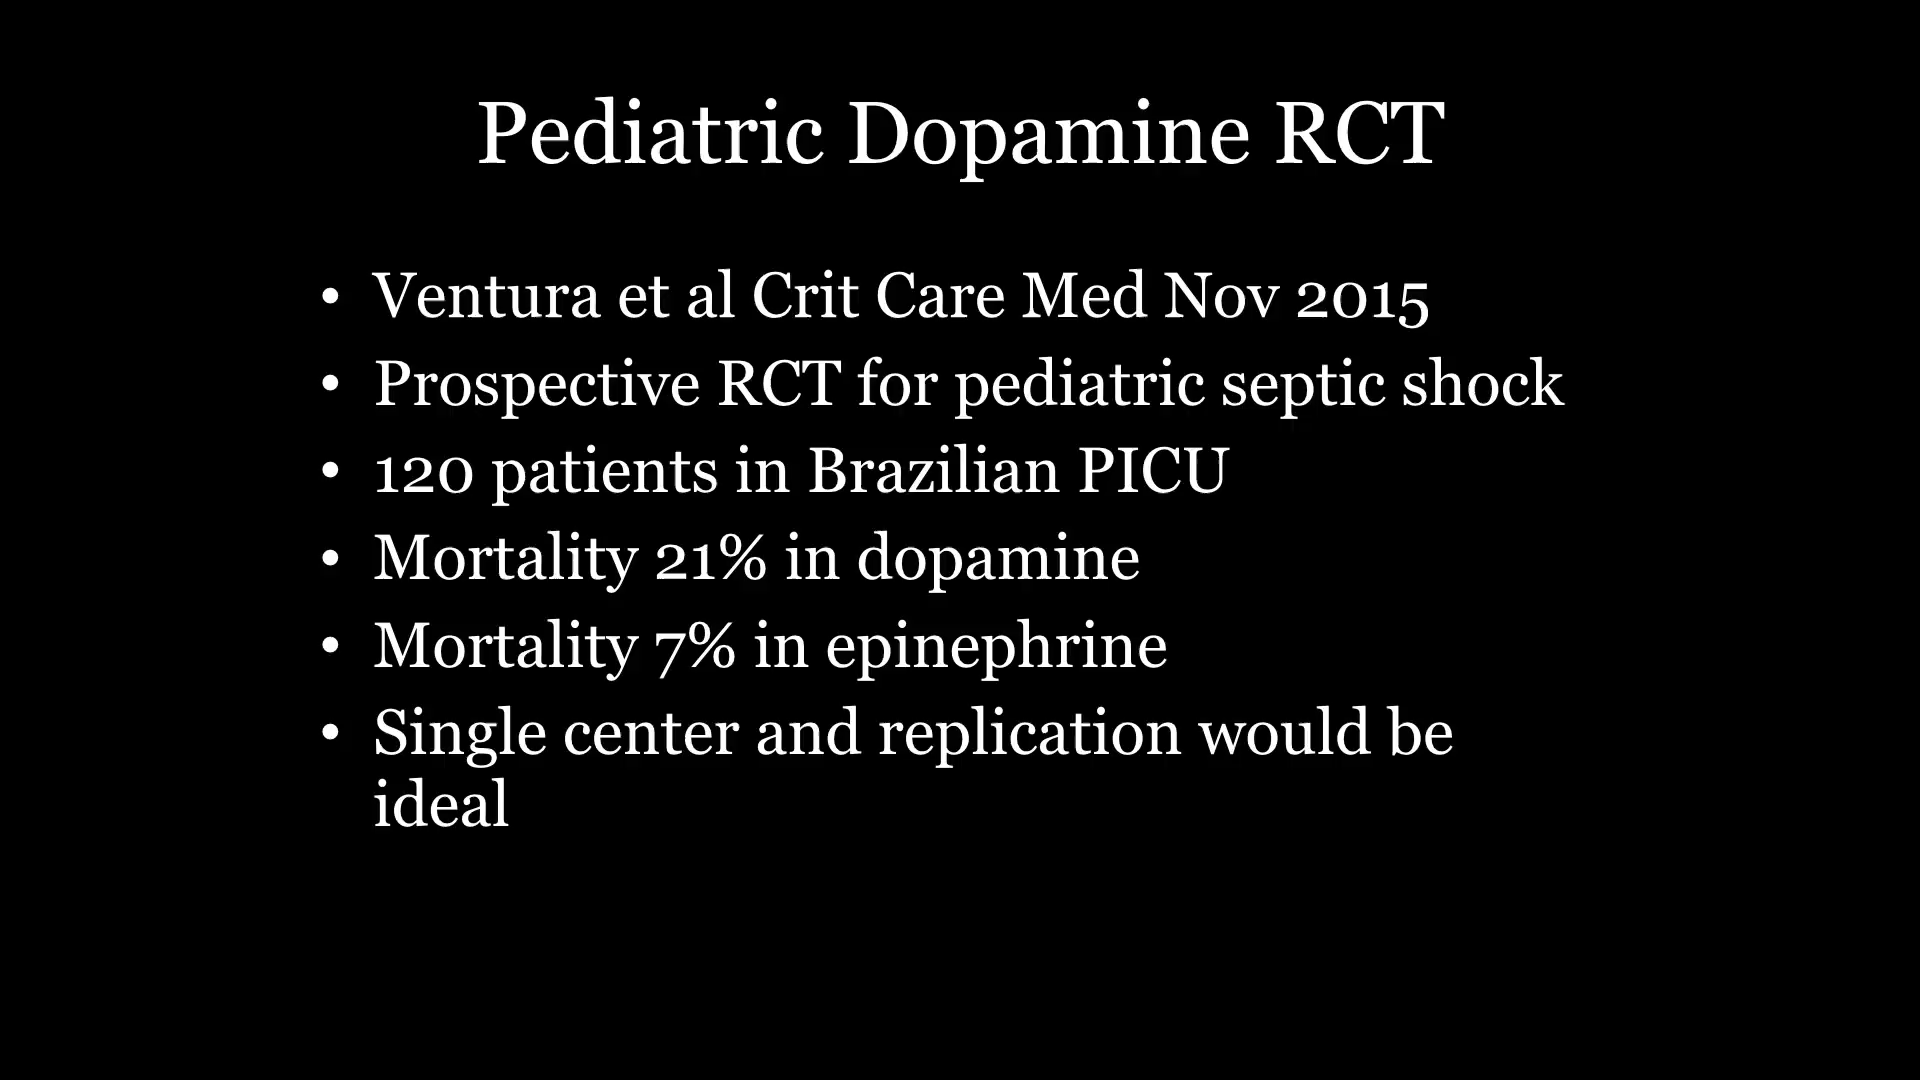 Pediatric Dopamine RCT
• Ventura et al Crit Care Med Nov 2015
• Prospective RCT for pediatric septic shock
• 120 patients in Brazilian PICU
• Mortality 21% in dopamine
• Mortality 7% in epinephrine
• Single center and replication would be
ideal